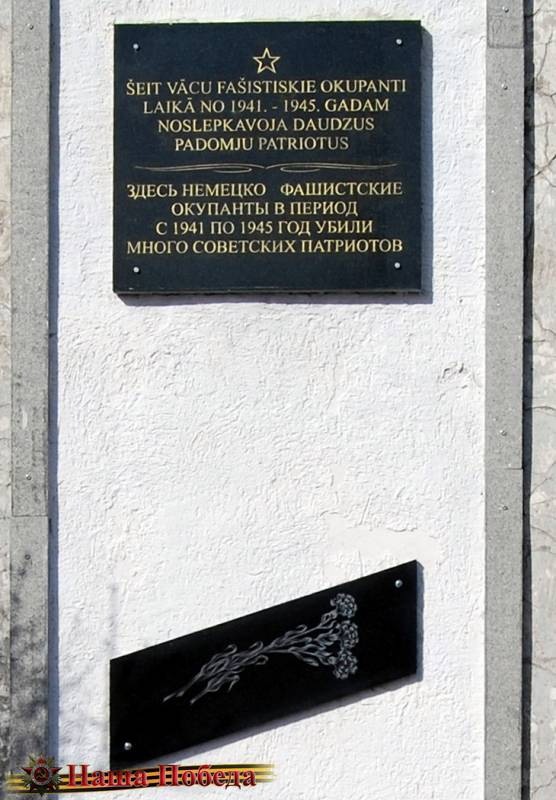 ŠEIT VĀCU FAŠISTISKIE OKUPANTI
LAIKĀ NO 1941. - 1945. GADAM
NOSLEPKAVOJA DAUDZUS
PADOMJU PATRIOTUS
ЗДЕСЬ НЕМЕЦКО ФАШИСТСКИЕ
ОКУПАНТЫ В ПЕРИОД
С 1941 ПО 1945 ГОД УБИЛИ
МНОГО СОВЕТСКИХ ПАТРИОТОВ
Наша Победа